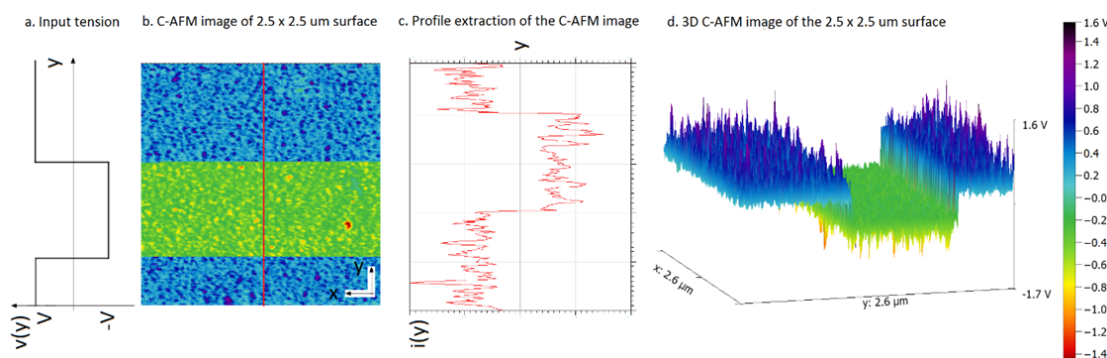 a. Input tension
b. C-AFM image of 2.5 x 2.5 um surface
c. Profile extraction of the C-AFM image
d. 3D C-AFM image of the 2.5 x 2.5 um surface
y
v(y)
V
-V
y
x
y
i(y)
1.6 V
-1.7 V
x: 2.6 µm
y: 2.6 µm
1.6 V
1.4
1.2
1.0
0.8
0.6
0.4
0.2
0.0
−0.2
−0.4
−0.6
−0.8
−1.0
−1.2
−1.4